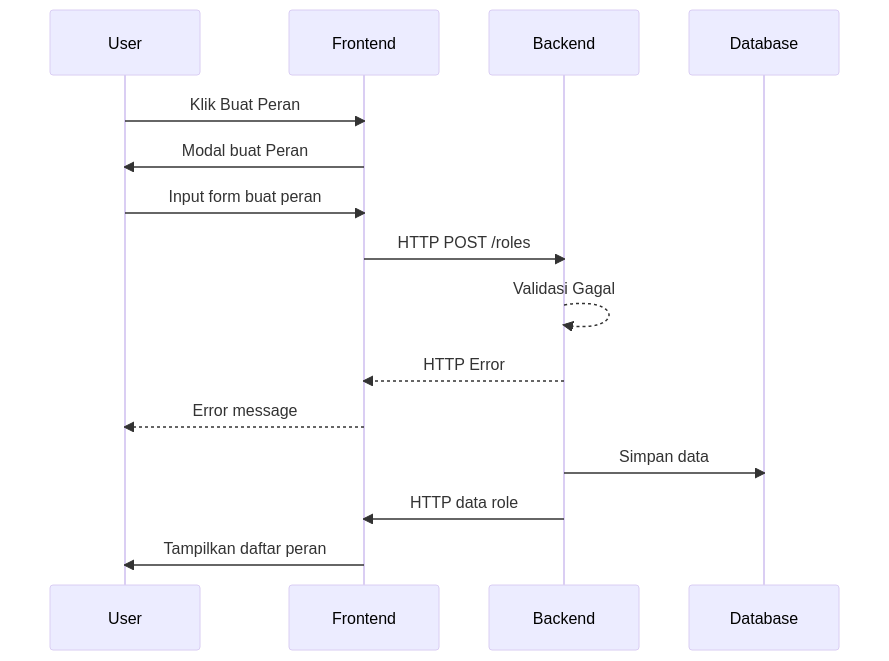 User
Frontend
Backend
Database
Klik Buat Peran
Modal buat Peran
Input form buat peran
HTTP POST /roles
Validasi Gagal
HTTP Error
Error message
Simpan data
HTTP data role
Tampilkan daftar peran
User
Frontend
Backend
Database